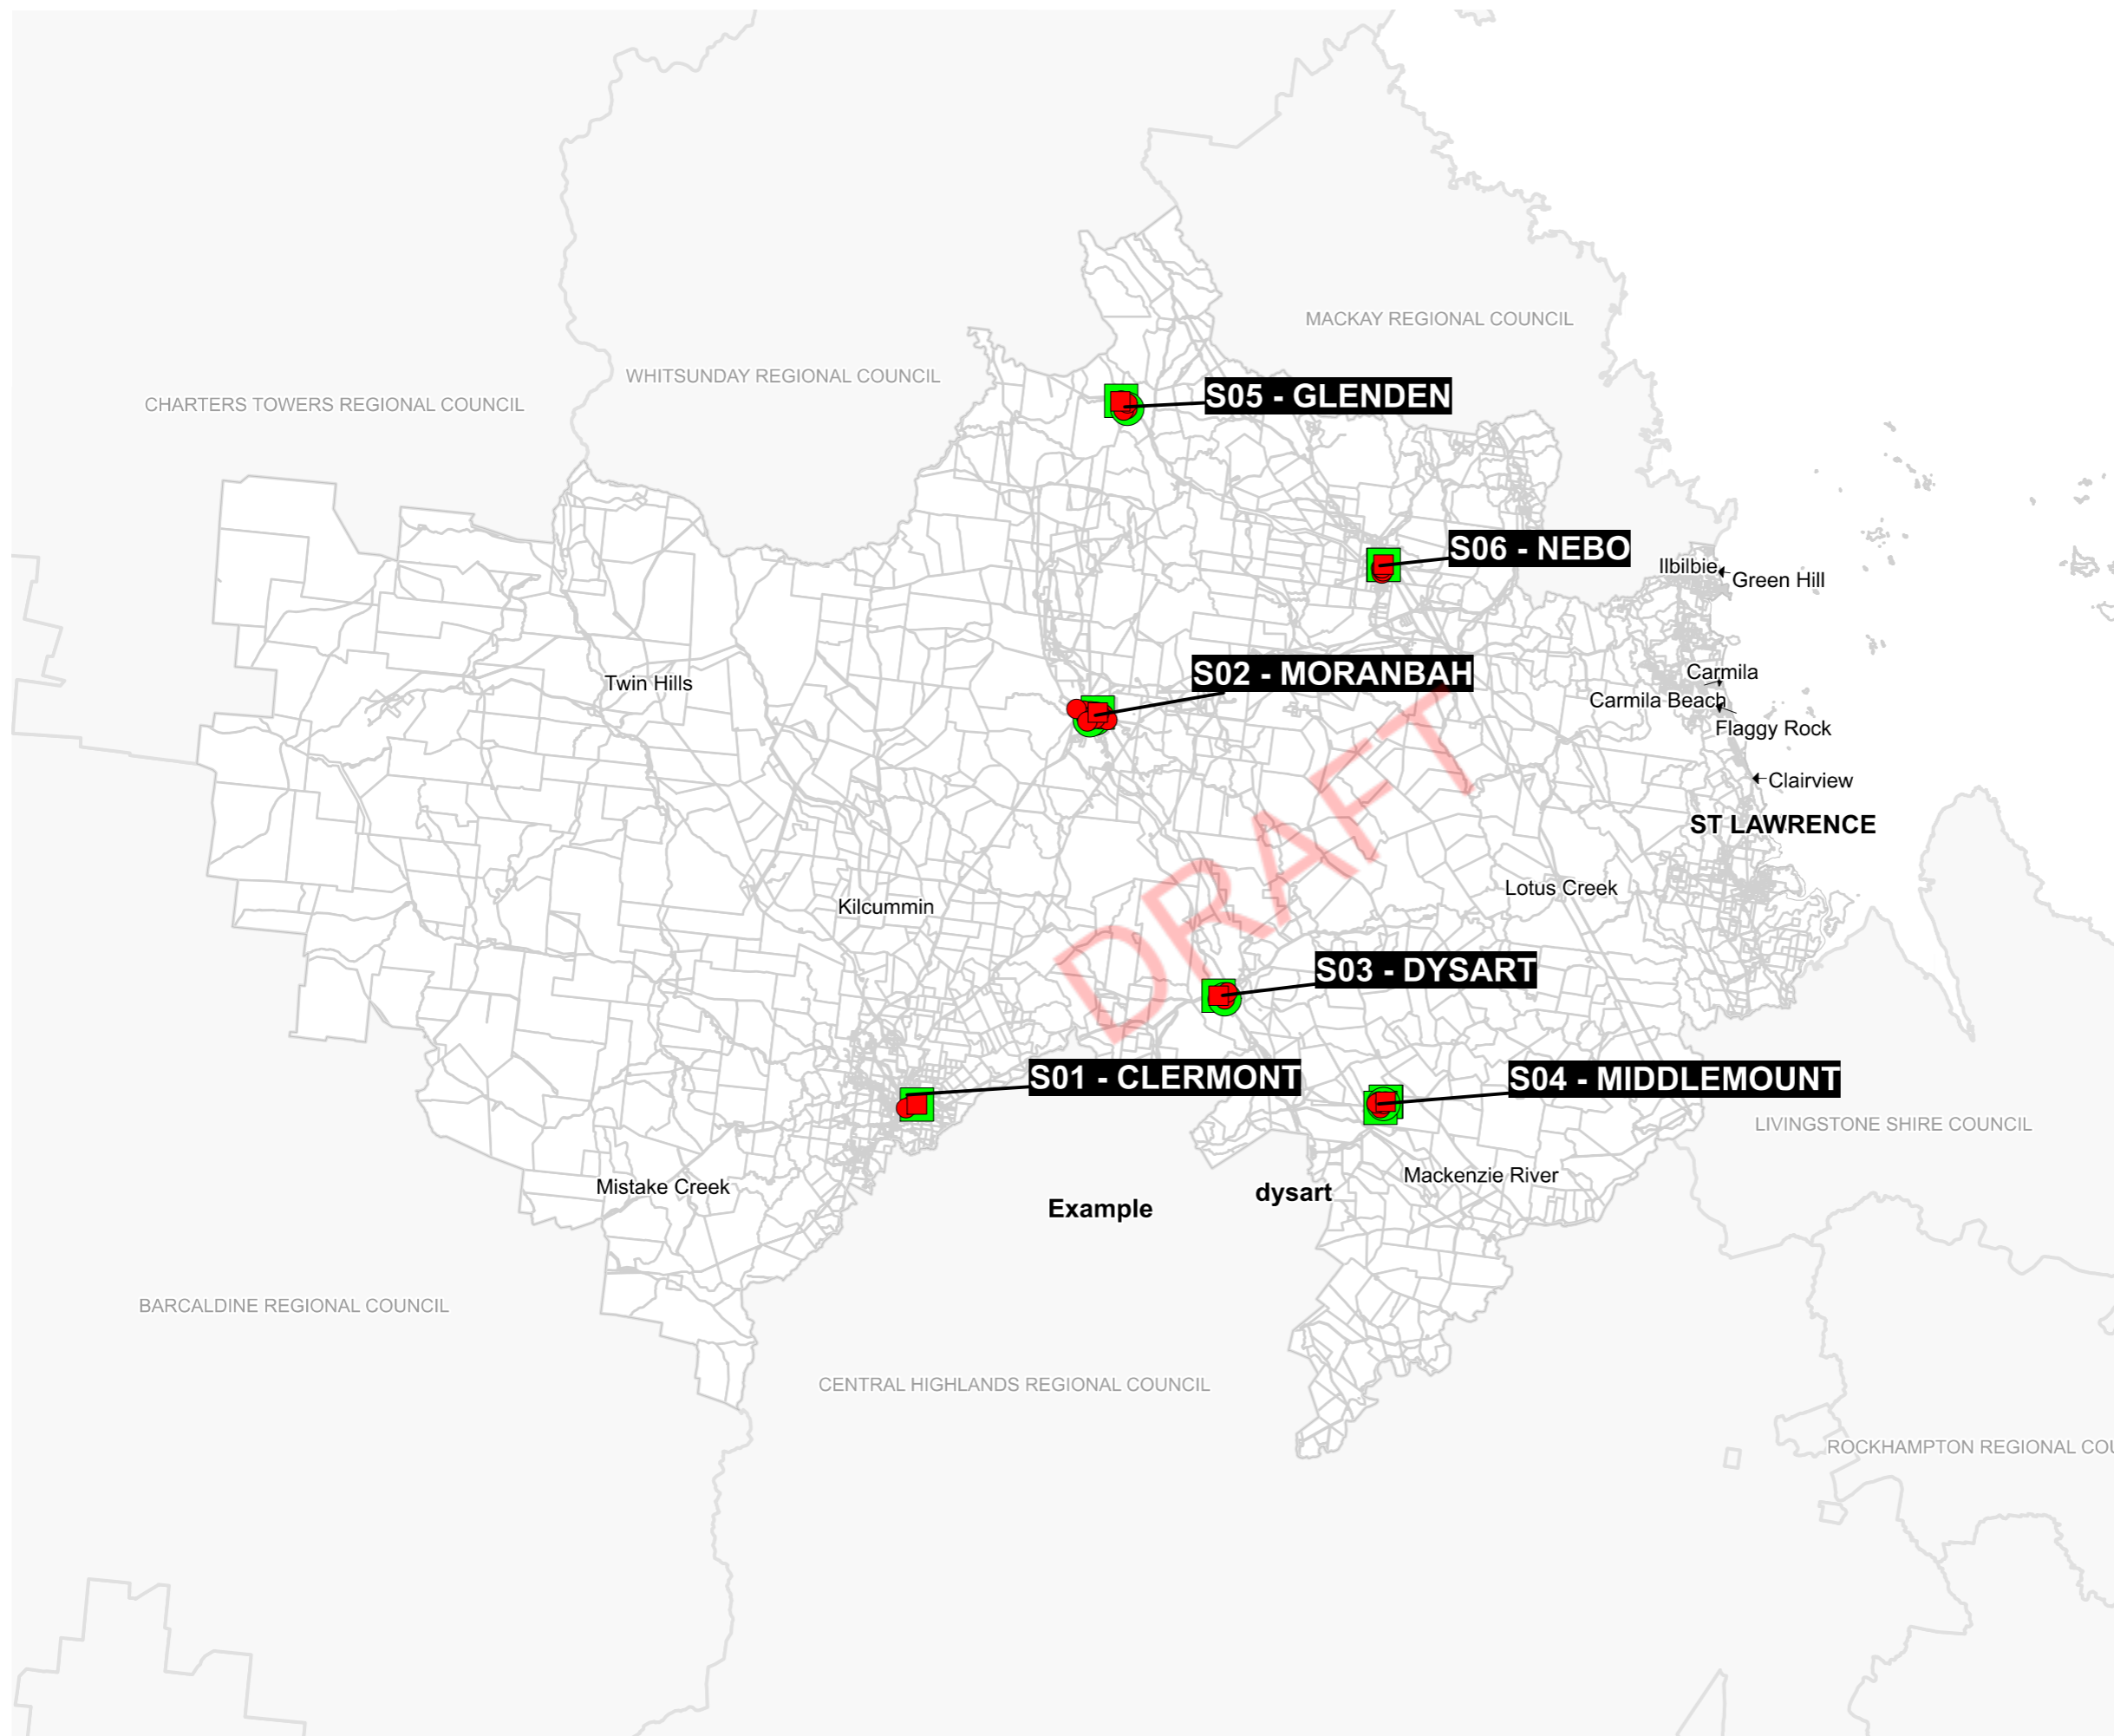 MACKAY REGIONAL COUNCIL
WHITSUNDAY REGIONAL COUNCIL
CHARTERS TOWERS REGIONAL COUNCIL
S05 - GLENDEN
S06 - NEBO
Ilbilbie
Green Hill
S02 - MORANBAH
Twin Hills
Carmila
Carmila Beach
Flaggy Rock
Clairview
ST LAWRENCE
DRAFT
Lotus Creek
Kilcummin
S03 - DYSART
S01 - CLERMONT
S04 - MIDDLEMOUNT
LIVINGSTONE SHIRE COUNCIL
Mackenzie River
Mistake Creek
dysart
Example
BARCALDINE REGIONAL COUNCIL
CENTRAL HIGHLANDS REGIONAL COUNCIL
ROCKHAMPTON REGIONAL COU